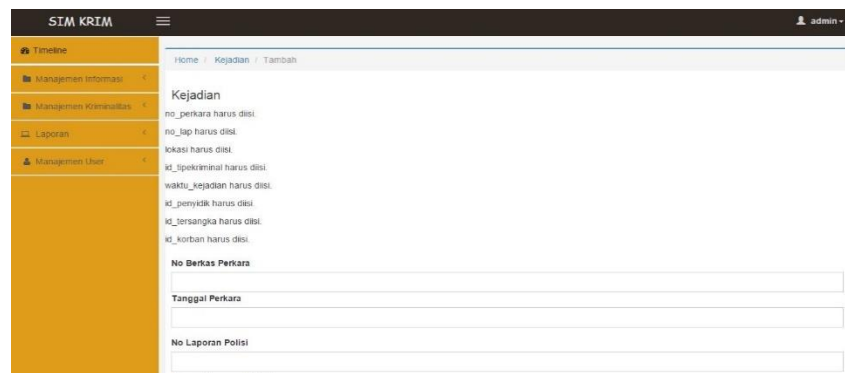 SIM KRIM
admin
Timeline
Home / Kejadian / Tambah
Manajemen Informasi
Manajemen Kriminalitas
Laporan
Manajemen User
Kejadian
no_perkara harus diisi.
no_lap harus diisi.
lokasi harus diisi.
id_tipekriminal harus diisi.
waktu_kejadian harus diisi.
id_penyidik harus diisi.
id_tersangka harus diisi.
id_korban harus diisi.
No Berkas Perkara
Tanggal Perkara
No Laporan Polisi